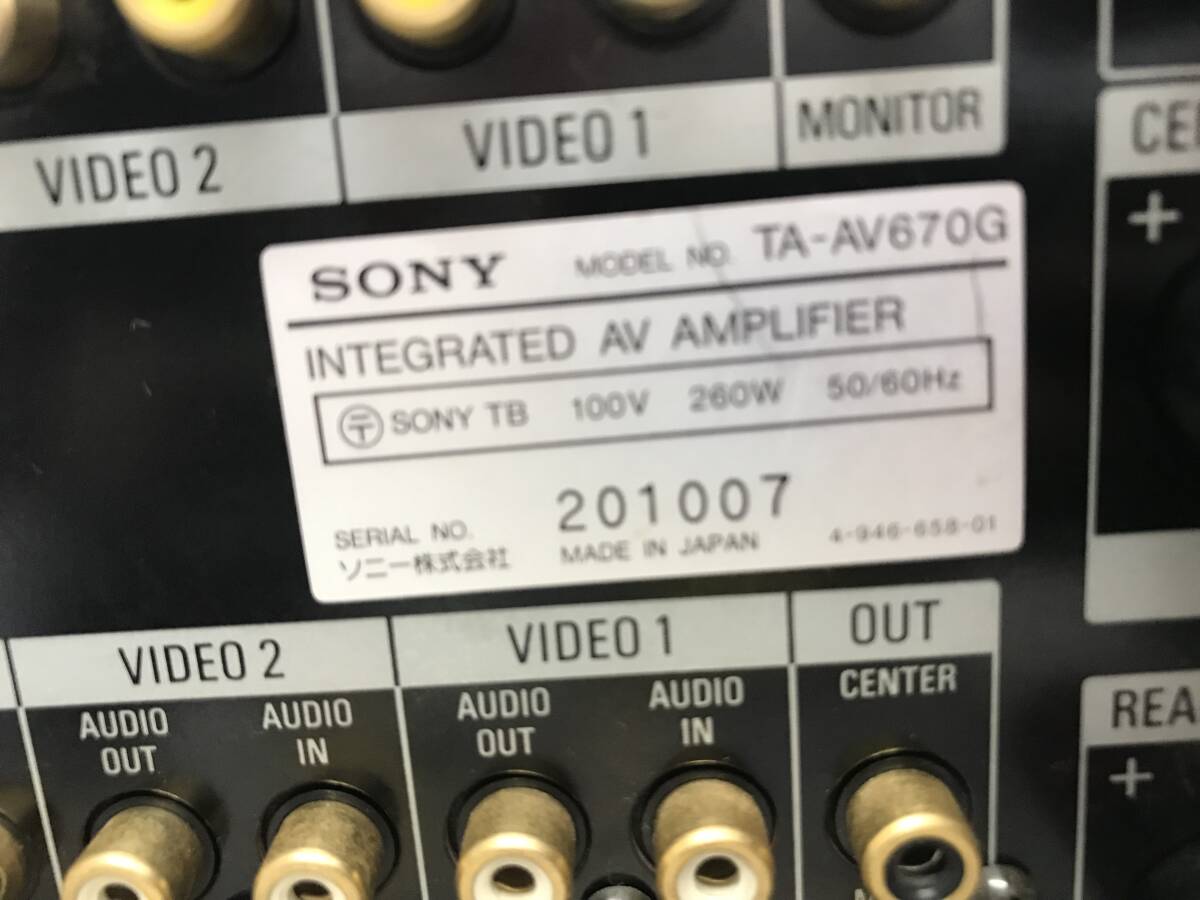 VIDEO 2
VIDEO 1
MONITOR
SONY MODEL NO. TA-AV670G
INTEGRATED AV AMPLIFIER
〶 SONY TB 100V 260W 50/60Hz
SERIAL NO. 201007
ソニー株式会社 MADE IN JAPAN 4-946-658-01
VIDEO 2
AUDIO OUT
AUDIO IN
VIDEO 1
AUDIO OUT
AUDIO IN
OUT
CENTER
+
+